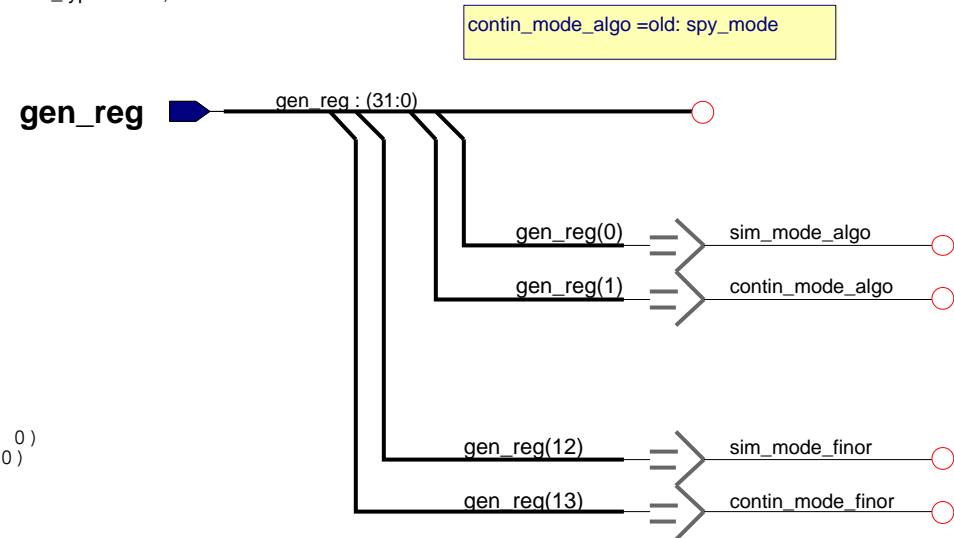 contin_mode_algo =old: spy_mode
gen_reg
gen_reg : (31:0)
gen_reg(0)
sim_mode_algo
gen_reg(1)
contin_mode_algo
0 )
0 )
gen_reg(12)
sim_mode_finor
gen_reg(13)
contin_mode_finor